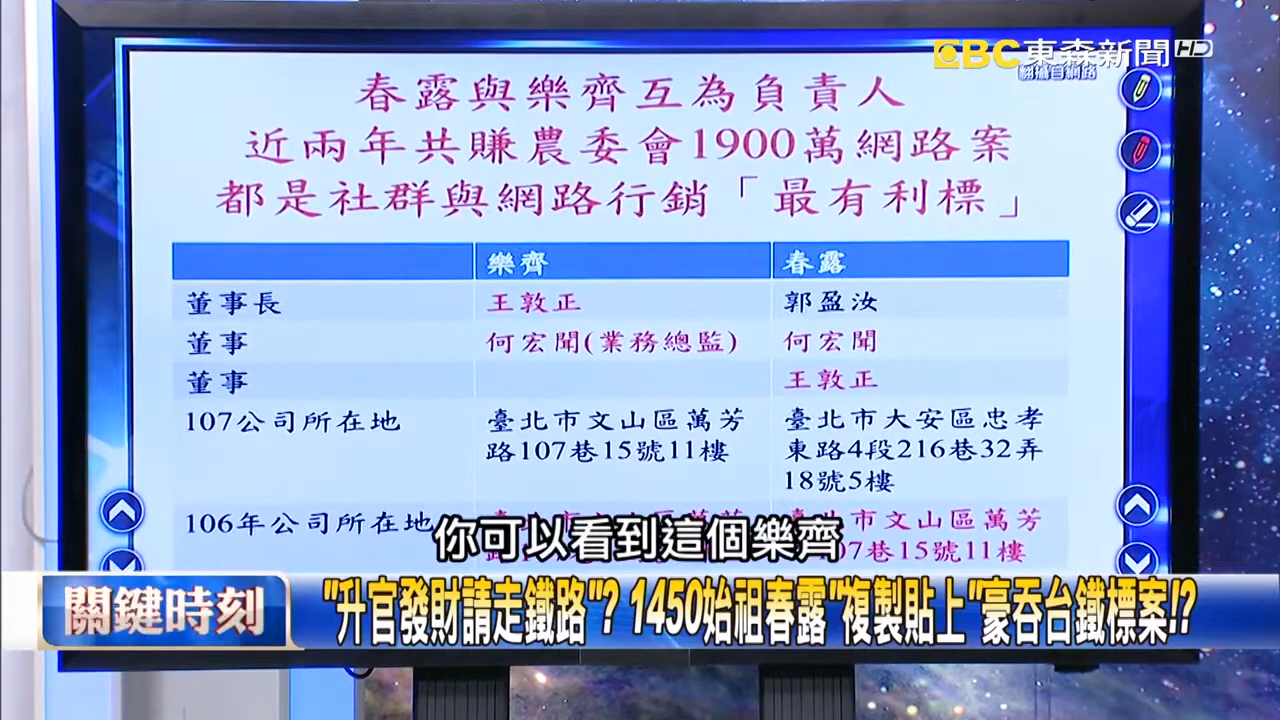 EBC 東森新聞 HD
翻攝自網路
春露與樂齊互為負責人
近兩年共賺農委會1900萬網路案
都是社群與網路行銷「最有利標」
樂齊 春露
董事長 王敦正 郭盈汝
董事 何宏聞(業務總監) 何宏聞
董事 王敦正
107公司所在地 臺北市文山區萬芳 臺北市大安區忠孝
路107巷15號11樓 東路4段216巷32弄
18號5樓
106年公司所在地 市文山區萬芳
07巷15號11樓
你可以看到這個樂齊
關鍵時刻
"升官發財請走鐵路"? 1450始祖春露"複製貼上"豪吞台鐵標案!?